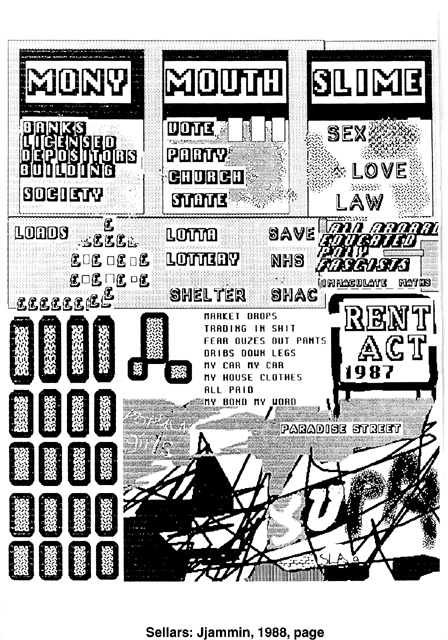 MONY
MOUTH
SLIME
BANKS
LICENSED
DEPOSITORS
BUILDING
SOCIETY
VOTE
PARTY
CHURCH
STATE
SEX
LOVE
LAW
LOADS
£
££££
£ £ £ £
£££££££
LOTTA
LOTTERY
SHELTER
SAVE
NHS
SHAC
ALL
EDUCATED
POLY
FASCISTS
IMMACULATE MATHS
RENT
ACT
1987
MARKET DROPS
TRADING IN SHIT
FEAR OUZES OUT PANTS
DRIBS DOWN LEGS
MY CAR MY CAR
MY HOUSE CLOTHES
ALL PAID
MY BOND MY WORD
PARADISE STREET
Sellars: Jjammin, 1988, page